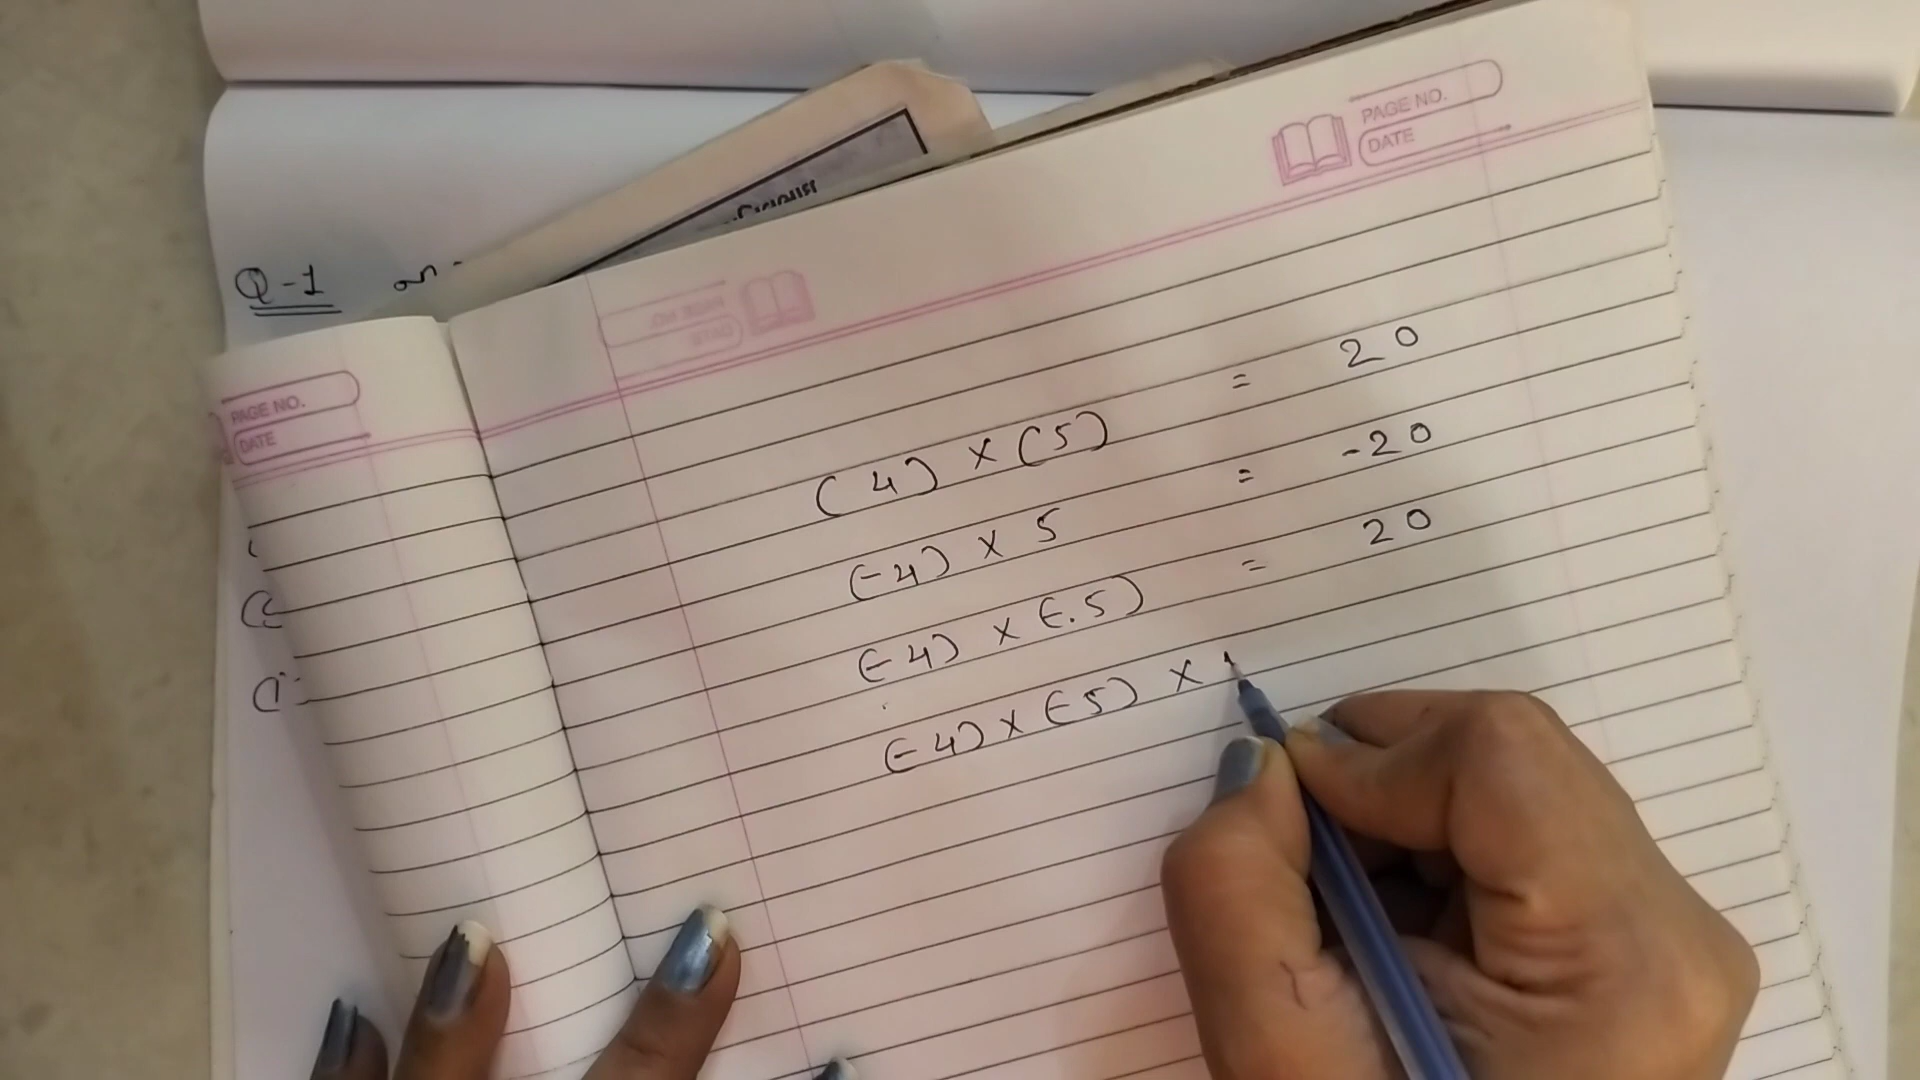 PAGE NO.
DATE
Q-1
PAGE NO.
DATE
(4) × (5) = 20
(-4) × 5 = -20
(-4) × (-5) = 20
(-4) × (-5) ×